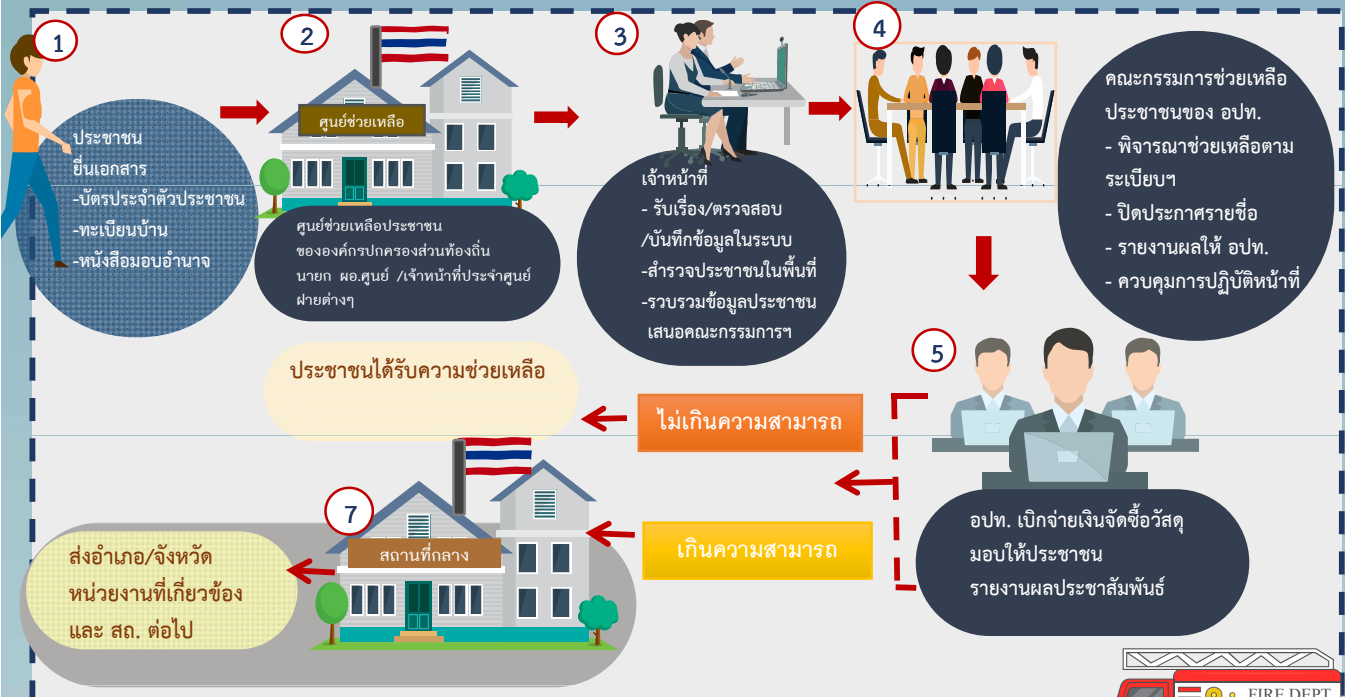 1
ประชาชน
ยื่นเอกสาร
-บัตรประจำตัวประชาชน
-ทะเบียนบ้าน
-หนังสือมอบอำนาจ
2
ศูนย์ช่วยเหลือ
ศูนย์ช่วยเหลือประชาชน
ขององค์กรปกครองส่วนท้องถิ่น
นายก ผอ.ศูนย์ /เจ้าหน้าที่ประจำศูนย์
ฝ่ายต่างๆ
3
เจ้าหน้าที่
- รับเรื่อง/ตรวจสอบ
/บันทึกข้อมูลในระบบ
-สำรวจประชาชนในพื้นที่
-รวบรวมข้อมูลประชาชน
เสนอคณะกรรมการฯ
4
คณะกรรมการช่วยเหลือ
ประชาชนของ อปท.
- พิจารณาช่วยเหลือตาม
ระเบียบฯ
- ปิดประกาศรายชื่อ
- รายงานผลให้ อปท.
- ควบคุมการปฏิบัติหน้าที่
5
อปท. เบิกจ่ายเงินจัดซื้อวัสดุ
มอบให้ประชาชน
รายงานผลประชาสัมพันธ์
ไม่เกินความสามารถ
ประชาชนได้รับความช่วยเหลือ
เกินความสามารถ
7
สถานที่กลาง
ส่งอำเภอ/จังหวัด
หน่วยงานที่เกี่ยวข้อง
และ สถ. ต่อไป
FIRE DEPT